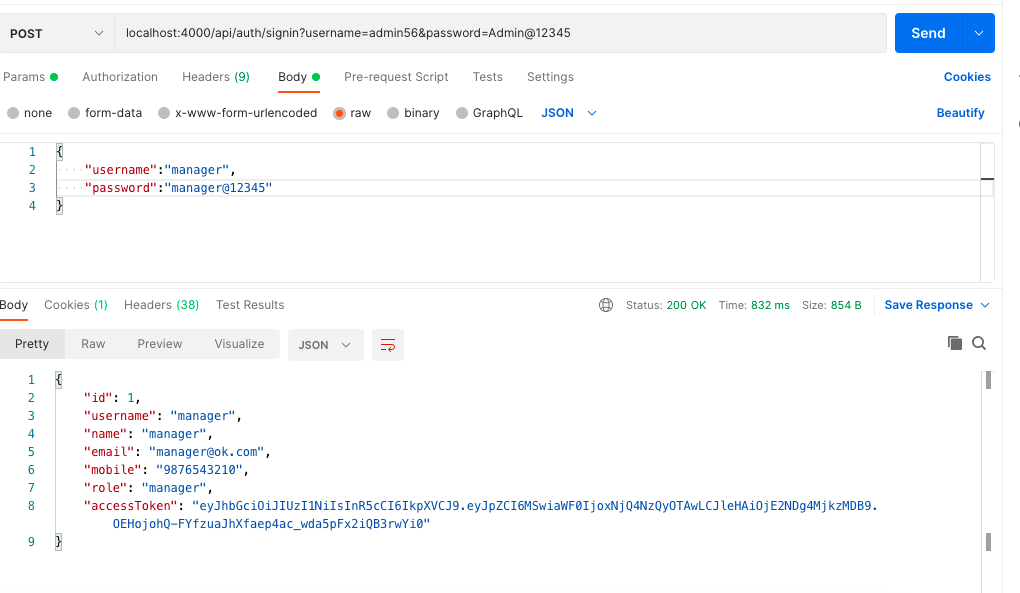 POST localhost:4000/api/auth/signin?username=admin56&password=Admin@12345 Send
Params Authorization Headers (9) Body Pre-request Script Tests Settings Cookies
none form-data x-www-form-urlencoded raw binary GraphQL JSON Beautify
1 {
2 "username":"manager",
3 "password":"manager@12345"
4 }
Body Cookies (1) Headers (38) Test Results Status: 200 OK Time: 832 ms Size: 854 B Save Response
Pretty Raw Preview Visualize JSON
1 {
2 "id": 1,
3 "username": "manager",
4 "name": "manager",
5 "email": "manager@ok.com",
6 "mobile": "9876543210",
7 "role": "manager",
8 "accessToken": "eyJhbGciOiJIUzI1NiIsInR5cCI6IkpXVCJ9.eyJpZCI6MSwiaWF0IjoxNjQ4NzQyOTAwLCJleHAiOjE2NDg4MjkzMDB9.
OEHojohQ-FYfzuaJhXfaep4ac_wda5pFx2iQB3rwYi0"
9 }